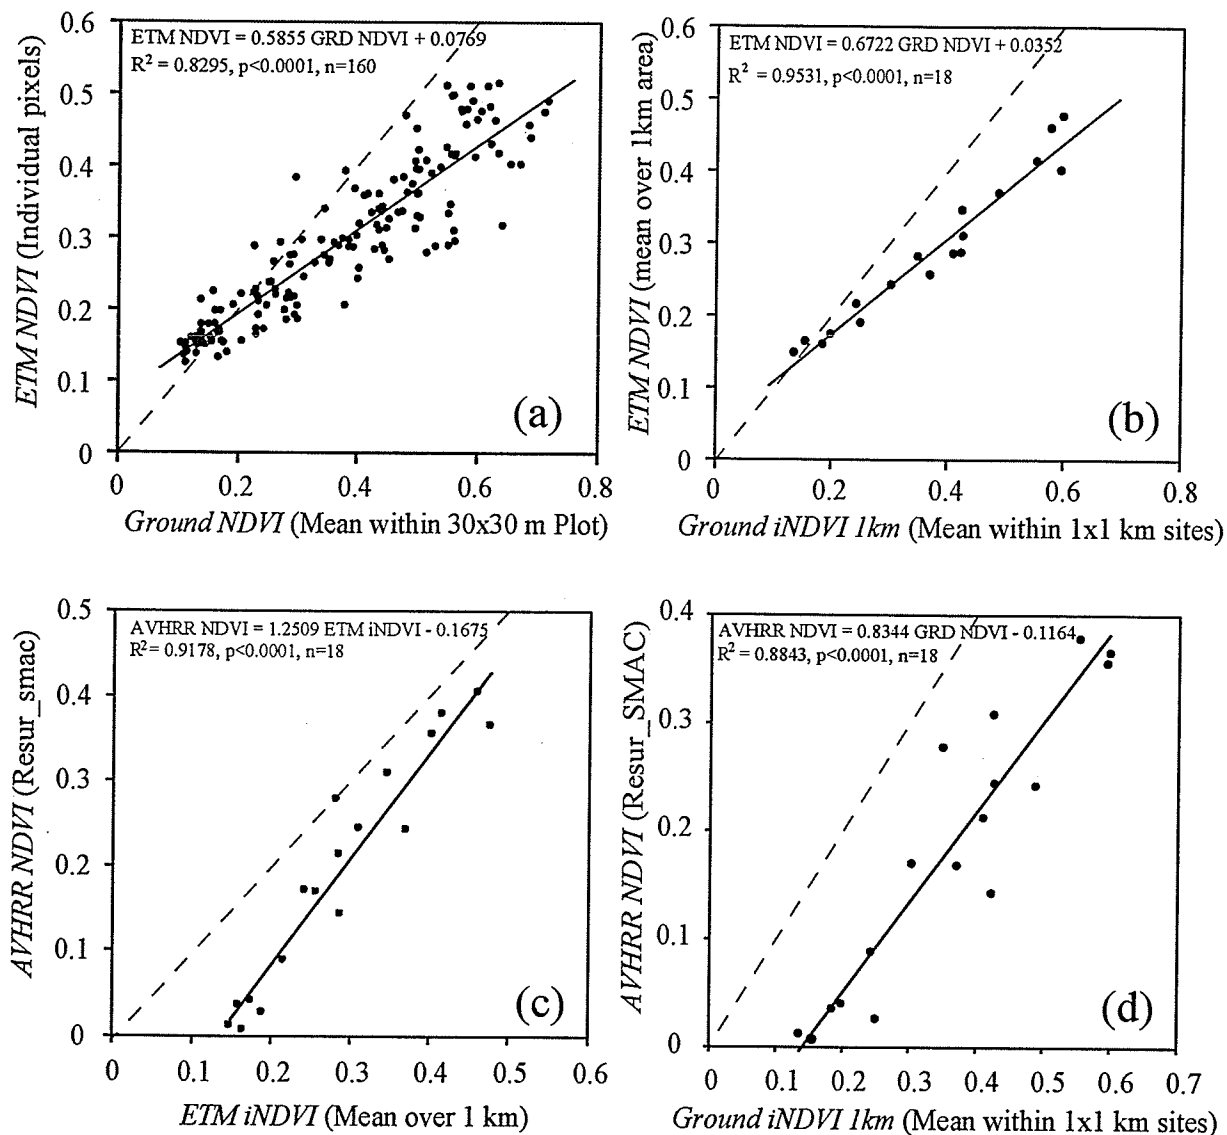 ETM NDVI = 0.5855 GRD NDVI + 0.0769
R² = 0.8295, p<0.0001, n=160
ETM NDVI (Individual pixels)
0.6
0.5
0.4
0.3
0.2
0.1
0
(a)
0
0.2
0.4
0.6
0.8
Ground NDVI (Mean within 30x30 m Plot)
ETM NDVI = 0.6722 GRD NDVI + 0.0352
R² = 0.9531, p<0.0001, n=18
ETM NDVI (mean over 1km area)
0.6
0.5
0.4
0.3
0.2
0.1
0
(b)
0
0.2
0.4
0.6
0.8
Ground iNDVI 1km (Mean within 1x1 km sites)
AVHRR NDVI = 1.2509 ETM iNDVI - 0.1675
R² = 0.9178, p<0.0001, n=18
AVHRR NDVI (Resur_smac)
0.5
0.4
0.3
0.2
0.1
0
(c)
0
0.1
0.2
0.3
0.4
0.5
0.6
ETM iNDVI (Mean over 1 km)
AVHRR NDVI = 0.8344 GRD NDVI - 0.1164
R² = 0.8843, p<0.0001, n=18
AVHRR NDVI (Resur_SMAC)
0.4
0.3
0.2
0.1
0
(d)
0
0.1
0.2
0.3
0.4
0.5
0.6
0.7
Ground iNDVI 1km (Mean within 1x1 km sites)